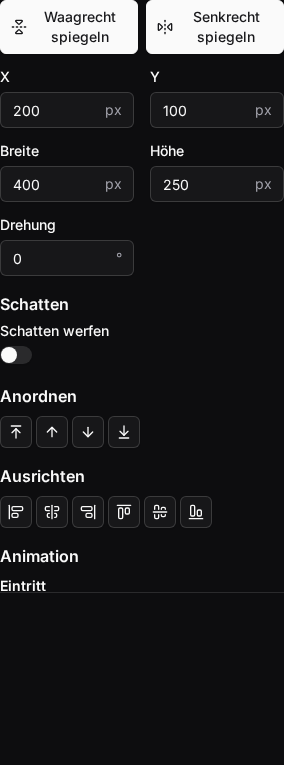 Waagrecht
spiegeln
Senkrecht
spiegeln
X
Y
200 px
100 px
Breite
Höhe
400 px
250 px
Drehung
0 °
Schatten
Schatten werfen
Anordnen
Ausrichten
Animation
Eintritt